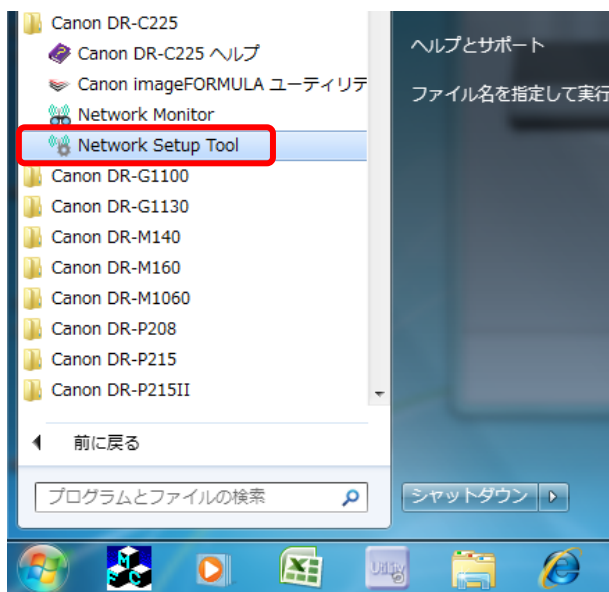 Canon DR-C225
Canon DR-C225 ヘルプ
Canon imageFORMULA ユーティリテ
Network Monitor
Network Setup Tool
Canon DR-G1100
Canon DR-G1130
Canon DR-M140
Canon DR-M160
Canon DR-M1060
Canon DR-P208
Canon DR-P215
Canon DR-P215II
前に戻る
プログラムとファイルの検索
ヘルプとサポート
ファイル名を指定して実行
シャットダウン
MFC
Utility